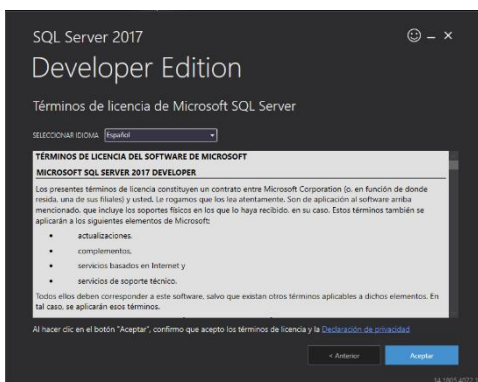 SQL Server 2017
Developer Edition
Términos de licencia de Microsoft SQL Server
SELECCIONAR IDIOMA Español
TÉRMINOS DE LICENCIA DEL SOFTWARE DE MICROSOFT
MICROSOFT SQL SERVER 2017 DEVELOPER
Los presentes términos de licencia constituyen un contrato entre Microsoft Corporation (o, en función de donde
resida, una de sus filiales) y usted. Le rogamos que los lea atentamente. Son de aplicación al software arriba
mencionado, que incluye los soportes físicos en los que lo haya recibido, en su caso. Estos términos también se
aplicarán a los siguientes elementos de Microsoft:
• actualizaciones,
• complementos,
• servicios basados en Internet y
• servicios de soporte técnico.
Todos ellos deben corresponder a este software, salvo que existan otros términos aplicables a dichos elementos. En
tal caso, se aplicarán esos términos.
Al hacer clic en el botón "Aceptar", confirmo que acepto los términos de licencia y la Declaración de privacidad
< Anterior Aceptar
14.1805.4072